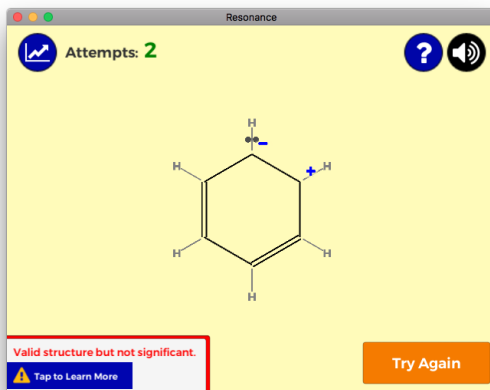 Resonance
Attempts: 2
?
H
H
H
H
H
H
-
+
Valid structure but not significant.
Tap to Learn More
Try Again